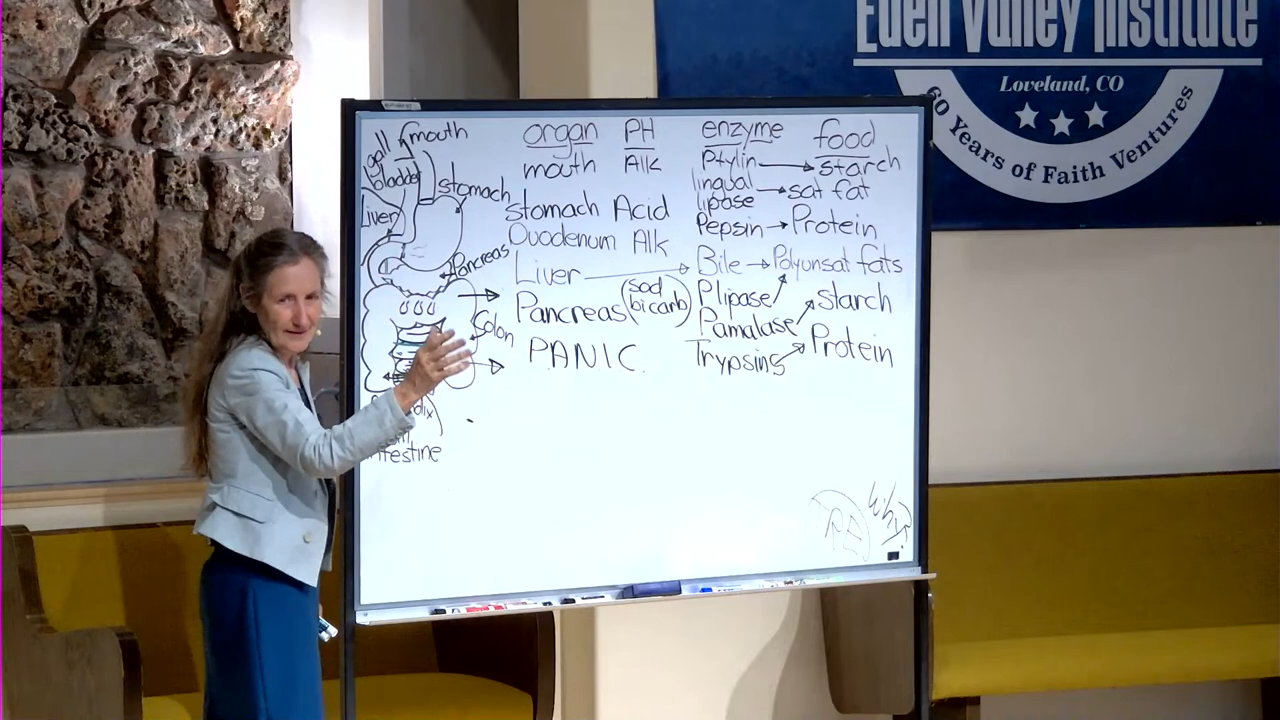 Eden Valley Institute
Loveland, CO
60 Years of Faith Ventures
gall bladder
mouth
stomach
Liver
Pancreas
Colon
organ PH enzyme food
mouth Alk Ptylin starch
lingual lipase sat fat
Stomach Acid Pepsin Protein
Duodenum Alk
Liver Bile Polyunsat fats
Pancreas (sod bicarb) Plipase
Pamalase starch
PANIC Trypsing Protein
Why?